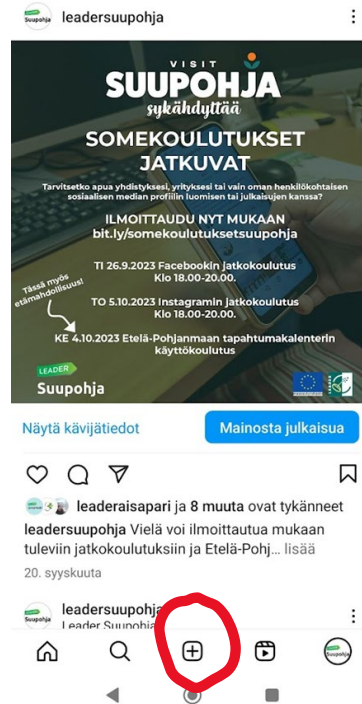 leadersuupohja
VISIT
SUUPOHJA
sykähdyttää
SOMEKOULUTUKSET
JATKUVAT
Tarvitsetko apua yhdistyksesi, yrityksesi tai vain oman henkilökohtaisen
sosiaalisen median profiilin luomisen tai julkaisujen kanssa?
ILMOITTAUDU NYT MUKAAN
bit.ly/somekoulutuksetsuupohja
TI 26.9.2023 Facebookin jatkokoulutus
Klo 18.00-20.00.
Tässä myös
etämahdollisuus!
TO 5.10.2023 Instagramin jatkokoulutus
Klo 18.00-20.00.
KE 4.10.2023 Etelä-Pohjanmaan tapahtumakalenterin
käyttökoulutus
LEADER
Suupohja
Näytä kävijätiedot
Mainosta julkaisua
leaderaisapari ja 8 muuta ovat tykänneet
leadersuupohja Vielä voi ilmoittautua mukaan
tuleviin jatkokoulutuksiin ja Etelä-Pohj... lisää
20. syyskuuta
leadersuupohja
Leader Suupohja